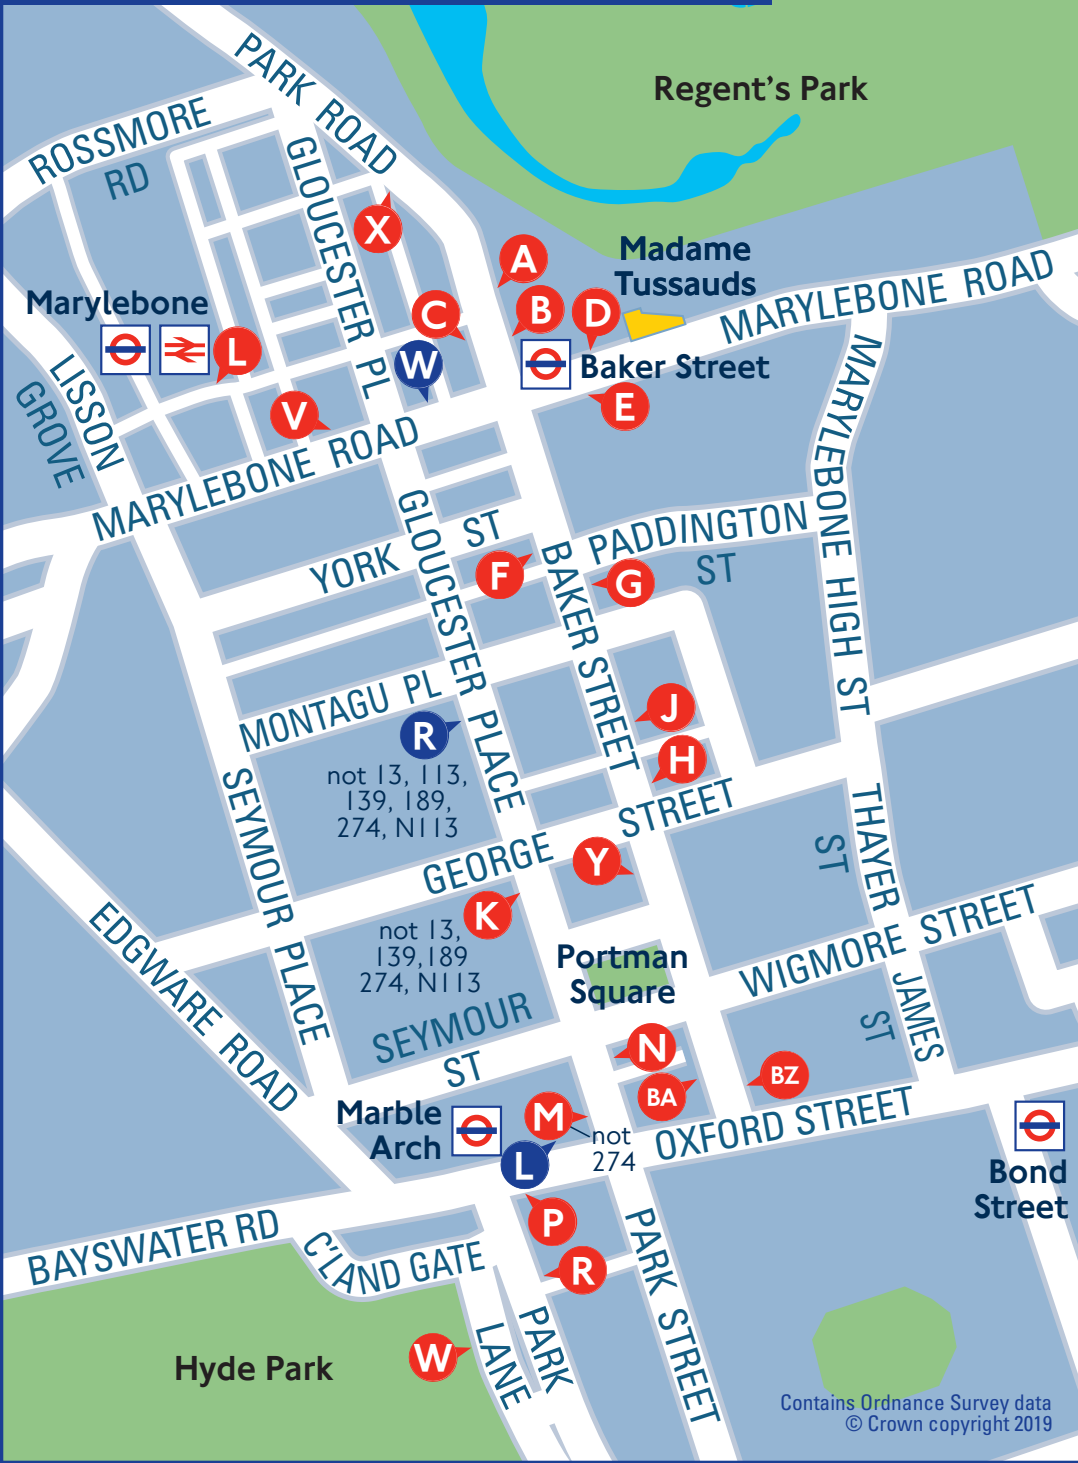 PARK ROAD
Regent's Park
ROSSMORE
RD
GLOUCESTER PL
X
A
Madame
Tussauds
MARYLEBONE ROAD
Marylebone
C
B
D
L
W
Baker Street
LISSON
GROVE
V
E
MARYLEBONE ROAD
MARYLEBONE HIGH ST
YORK ST
GLOUCESTER PLACE
F
BAKER STREET
PADDINGTON
ST
G
MONTAGU PL
R
not 13, 113,
139, 189,
274, N113
J
H
SEYMOUR PLACE
GEORGE STREET
Y
THAYER
ST
K
not 13,
139,189
274, N113
EDGWARE ROAD
Portman
Square
WIGMORE STREET
JAMES
ST
SEYMOUR
ST
N
BA
BZ
Marble
Arch
M
not
274
L
OXFORD STREET
Bond
Street
P
BAYSWATER RD
C'LAND GATE
R
PARK STREET
PARK
LANE
W
Hyde Park
Contains Ordnance Survey data
© Crown copyright 2019